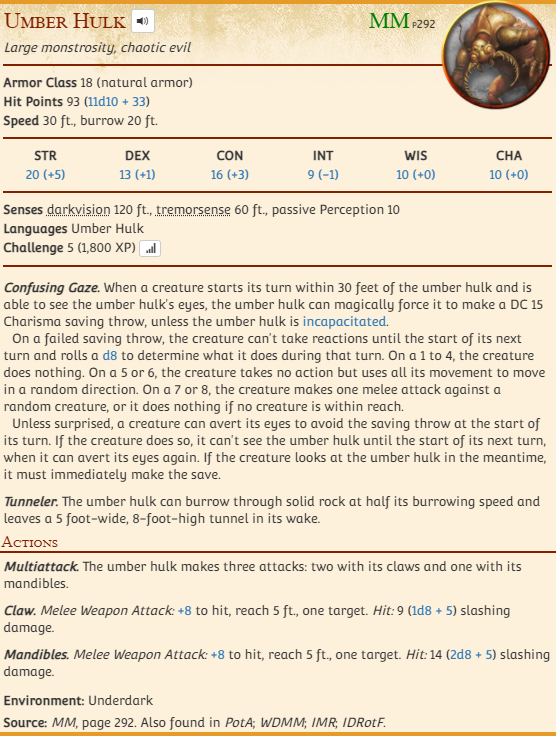 Umber Hulk MM p292
Large monstrosity, chaotic evil
Armor Class 18 (natural armor)
Hit Points 93 (11d10 + 33)
Speed 30 ft., burrow 20 ft.
STR DEX CON INT WIS CHA
20 (+5) 13 (+1) 16 (+3) 9 (−1) 10 (+0) 10 (+0)
Senses darkvision 120 ft., tremorsense 60 ft., passive Perception 10
Languages Umber Hulk
Challenge 5 (1,800 XP)
Confusing Gaze. When a creature starts its turn within 30 feet of the umber hulk and is
able to see the umber hulk's eyes, the umber hulk can magically force it to make a DC 15
Charisma saving throw, unless the umber hulk is incapacitated.
On a failed saving throw, the creature can't take reactions until the start of its next
turn and rolls a d8 to determine what it does during that turn. On a 1 to 4, the creature
does nothing. On a 5 or 6, the creature takes no action but uses all its movement to move
in a random direction. On a 7 or 8, the creature makes one melee attack against a
random creature, or it does nothing if no creature is within reach.
Unless surprised, a creature can avert its eyes to avoid the saving throw at the start of
its turn. If the creature does so, it can't see the umber hulk until the start of its next turn,
when it can avert its eyes again. If the creature looks at the umber hulk in the meantime,
it must immediately make the save.
Tunneler. The umber hulk can burrow through solid rock at half its burrowing speed and
leaves a 5 foot-wide, 8-foot-high tunnel in its wake.
Actions
Multiattack. The umber hulk makes three attacks: two with its claws and one with its
mandibles.
Claw. Melee Weapon Attack: +8 to hit, reach 5 ft., one target. Hit: 9 (1d8 + 5) slashing
damage.
Mandibles. Melee Weapon Attack: +8 to hit, reach 5 ft., one target. Hit: 14 (2d8 + 5) slashing
damage.
Environment: Underdark
Source: MM, page 292. Also found in PotA; WDMM; IMR; IDRotF.